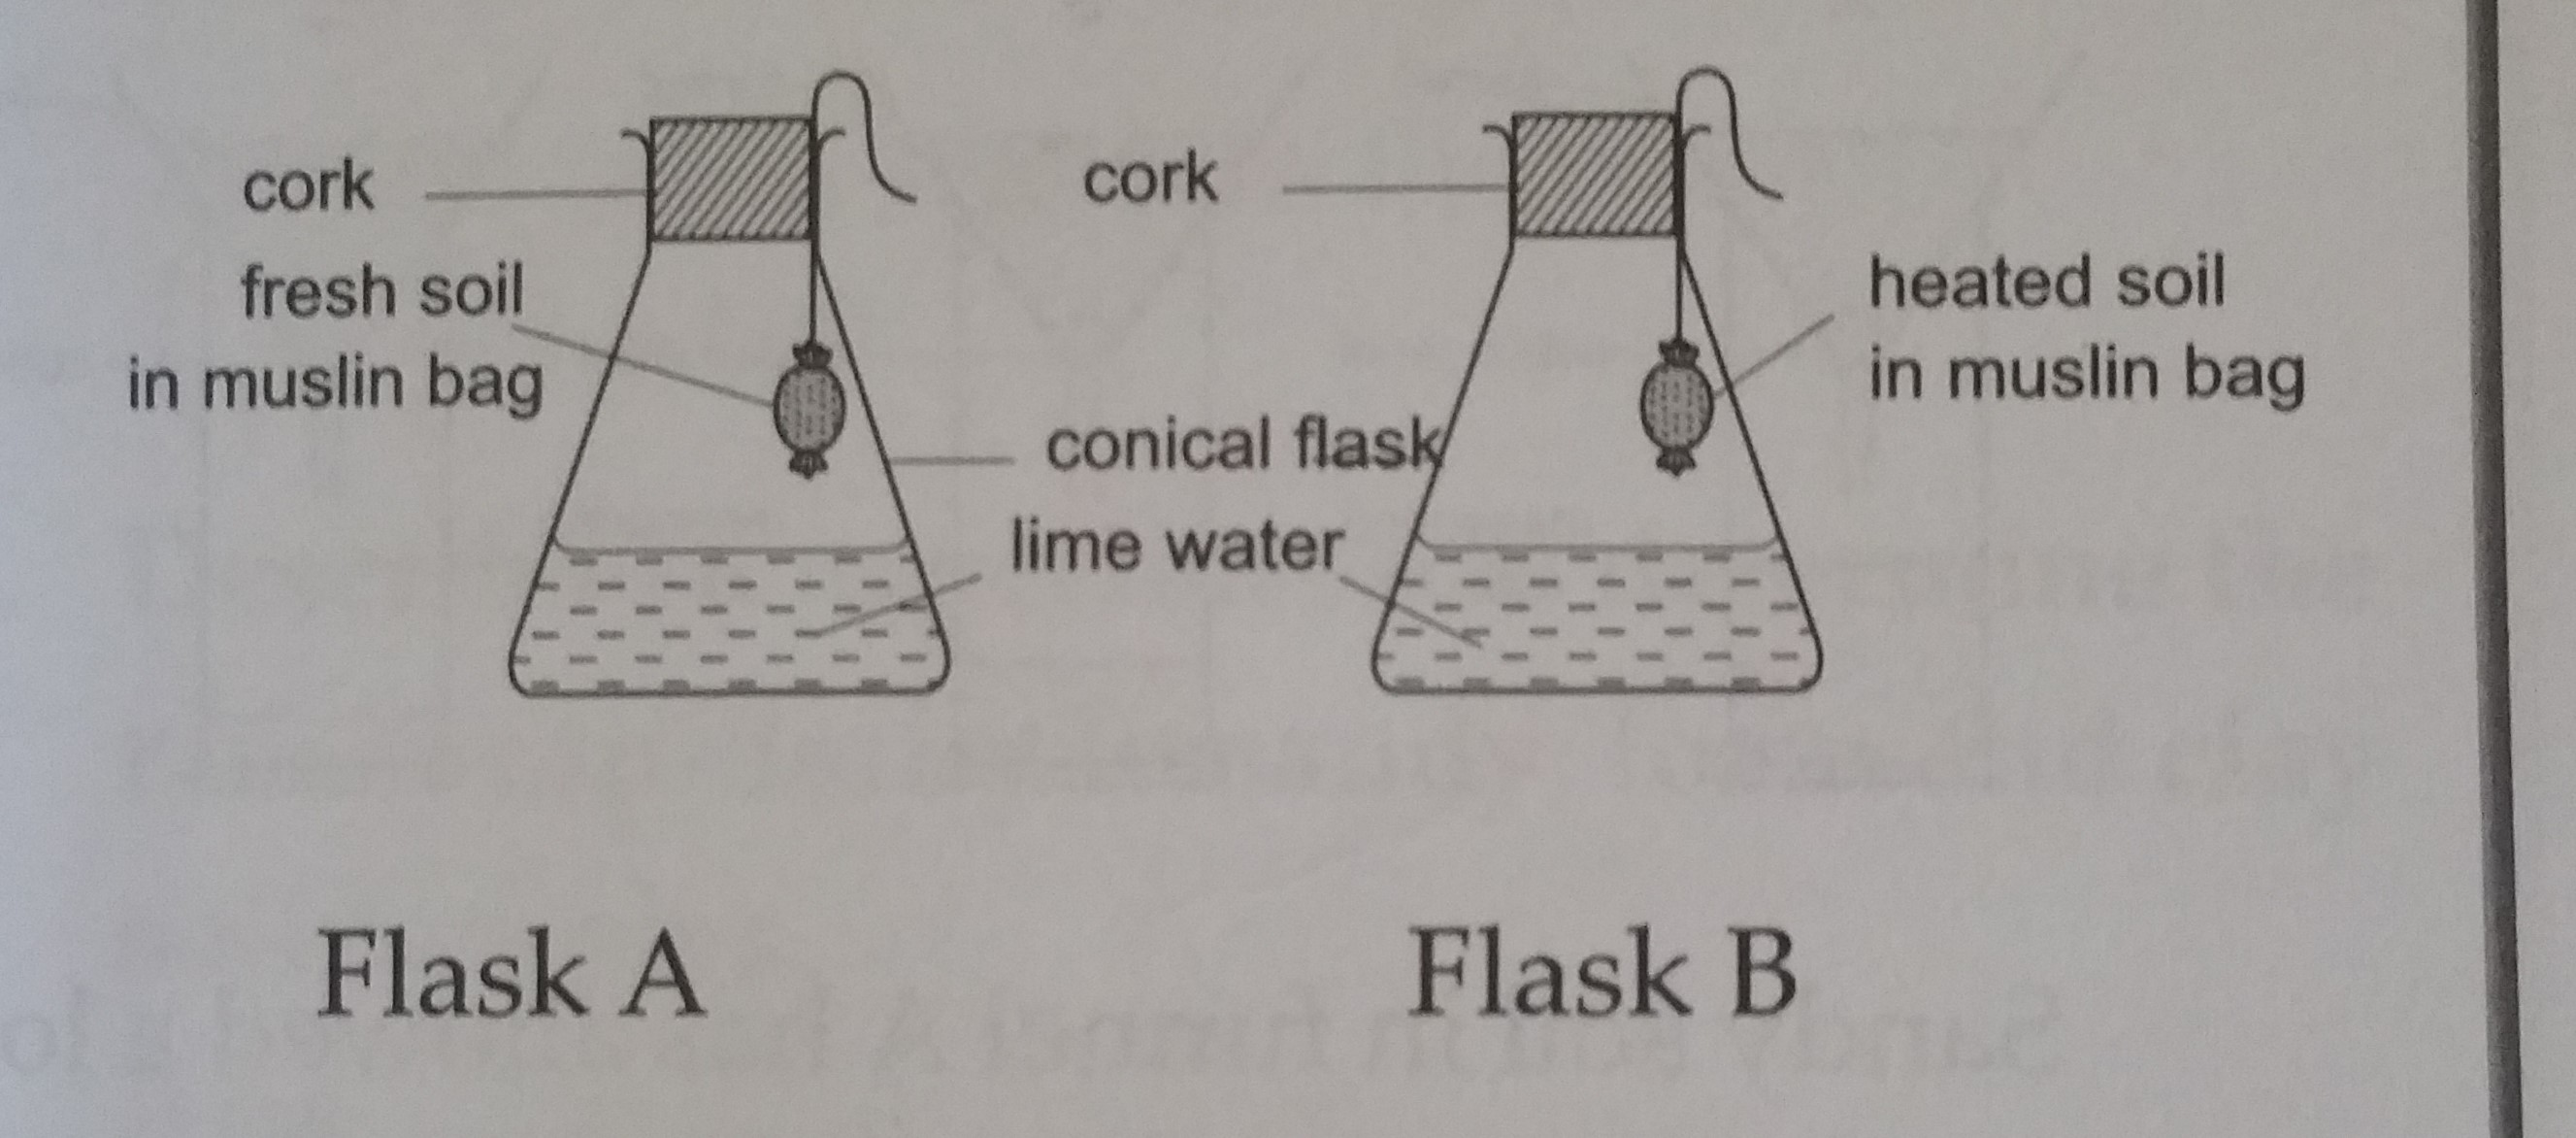 cork
fresh soil
in muslin bag
cork
heated soil
in muslin bag
conical flask
lime water
Flask A
Flask B